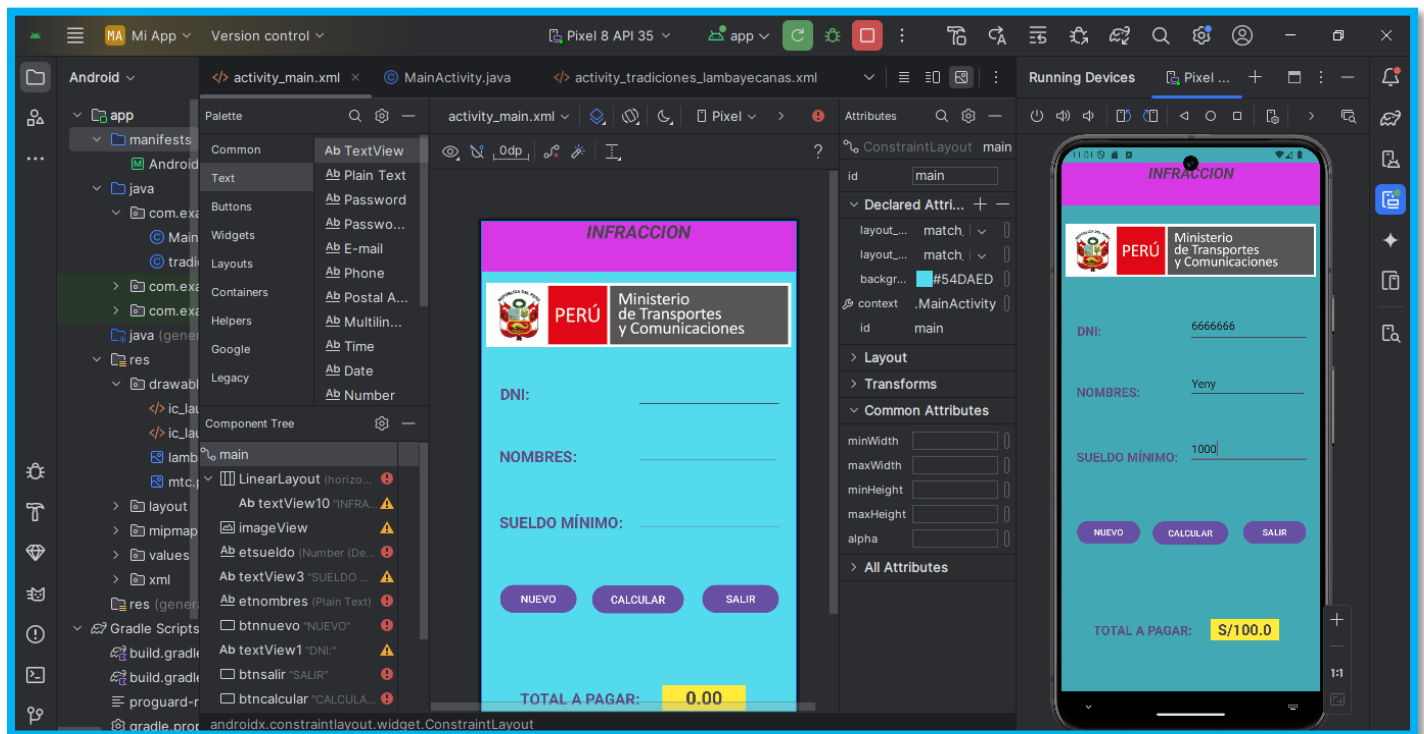 MA Mi App Version control Pixel 8 API 35 app
Android activity_main.xml MainActivity.java activity_tradiciones_lambayecanas.xml
app
manifests
Android
java
com.exa
Main
tradi
com.exa
com.exa
java (gener
res
drawabl
ic_lau
ic_lau
lamb
mtc.p
layout
mipmap
values
xml
res (gener
Gradle Scripts
build.gradle
build.gradle
proguard-r
gradle.prop
Palette
Common
Text
Buttons
Widgets
Layouts
Containers
Helpers
Google
Legacy
Ab TextView
Ab Plain Text
Ab Password
Ab Passwo...
Ab E-mail
Ab Phone
Ab Postal A...
Ab Multilin...
Ab Time
Ab Date
Ab Number
Component Tree
main
LinearLayout (horizo...
Ab textView10 "INFRA...
imageView
Ab etsueldo (Number (De...
Ab textView3 "SUELDO ...
Ab etnombres (Plain Text)
btnnuevo "NUEVO"
Ab textView1 "DNI:"
btnsalir "SALIR"
btncalcular "CALCULA...
androidx.constraintlayout.widget.ConstraintLayout
activity_main.xml Pixel
0dp
?
INFRACCION
REPUBLICA DEL PERU
PERÚ
Ministerio
de Transportes
y Comunicaciones
DNI:
NOMBRES:
SUELDO MÍNIMO:
NUEVO CALCULAR SALIR
TOTAL A PAGAR: 0.00
Attributes
ConstraintLayout main
id main
Declared Attri...
layout_... match_
layout_... match_
backgr... #54DAED
context .MainActivity
id main
Layout
Transforms
Common Attributes
minWidth
maxWidth
minHeight
maxHeight
alpha
All Attributes
Running Devices Pixel ...
11:01
INFRACCION
PERÚ
Ministerio
de Transportes
y Comunicaciones
DNI: 6666666
NOMBRES: Yeny
SUELDO MÍNIMO: 1000
NUEVO CALCULAR SALIR
TOTAL A PAGAR: S/100.0
1:1